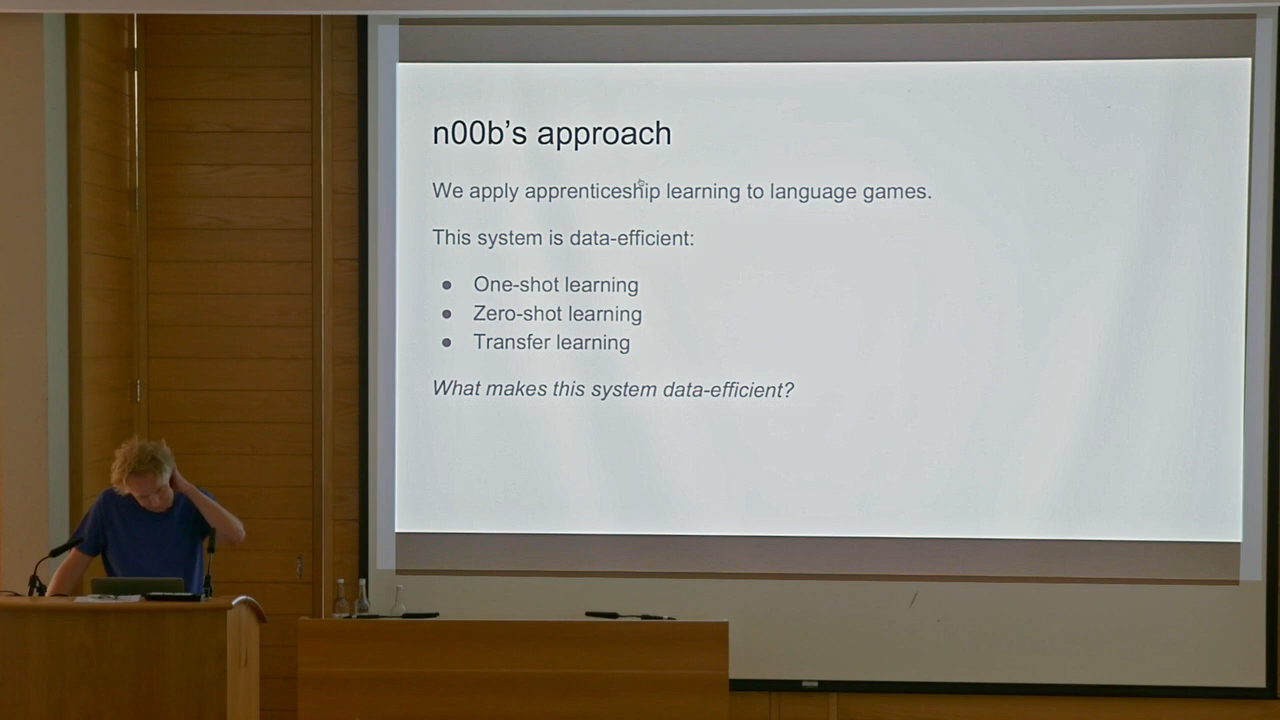 n00b’s approach
We apply apprenticeship learning to language games.
This system is data-efficient:
● One-shot learning
● Zero-shot learning
● Transfer learning
What makes this system data-efficient?